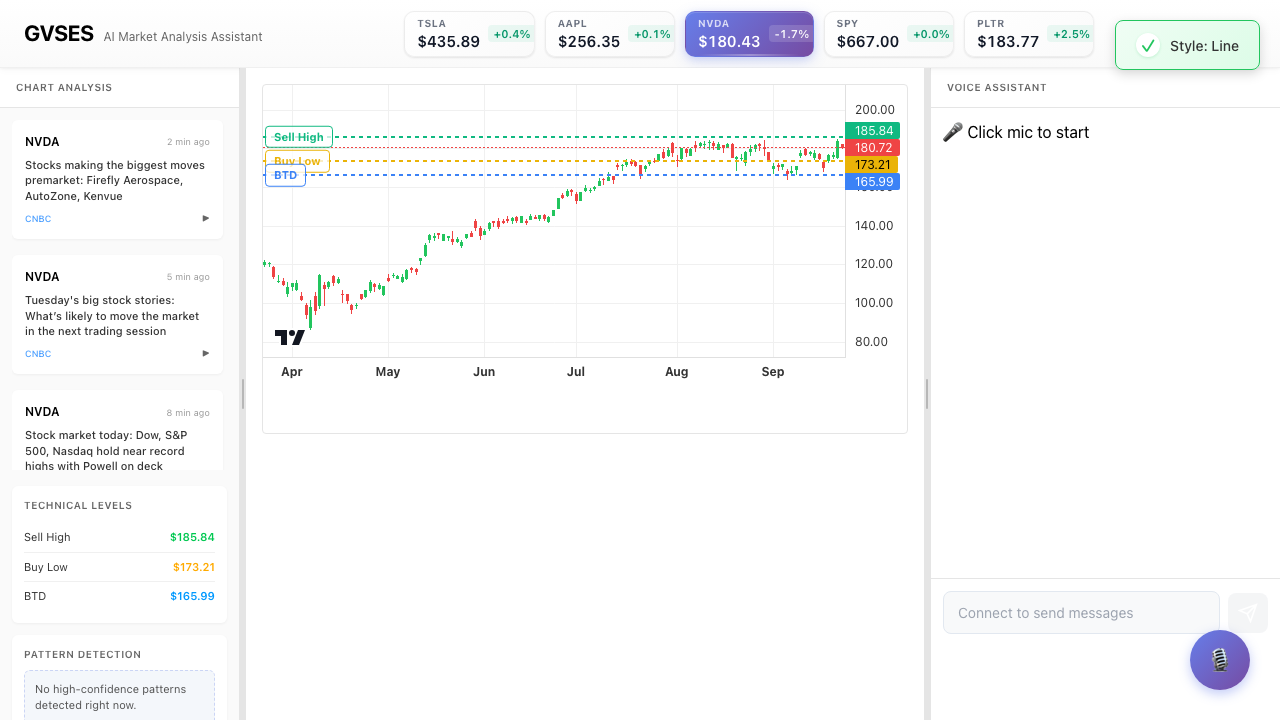 GVSES AI Market Analysis Assistant
TSLA
$435.89 +0.4%
AAPL
$256.35 +0.1%
NVDA
$180.43 -1.7%
SPY
$667.00 +0.0%
PLTR
$183.77 +2.5%
Style: Line
CHART ANALYSIS
NVDA 2 min ago
Stocks making the biggest moves
premarket: Firefly Aerospace,
AutoZone, Kenvue
CNBC
NVDA 5 min ago
Tuesday's big stock stories:
What's likely to move the market
in the next trading session
CNBC
NVDA 8 min ago
Stock market today: Dow, S&P
500, Nasdaq hold near record
highs with Powell on deck
TECHNICAL LEVELS
Sell High $185.84
Buy Low $173.21
BTD $165.99
PATTERN DETECTION
No high-confidence patterns
detected right now.
Sell High
Buy Low
BTD
200.00
185.84
180.72
173.21
165.99
140.00
120.00
100.00
80.00
Apr May Jun Jul Aug Sep
VOICE ASSISTANT
🎤 Click mic to start
Connect to send messages